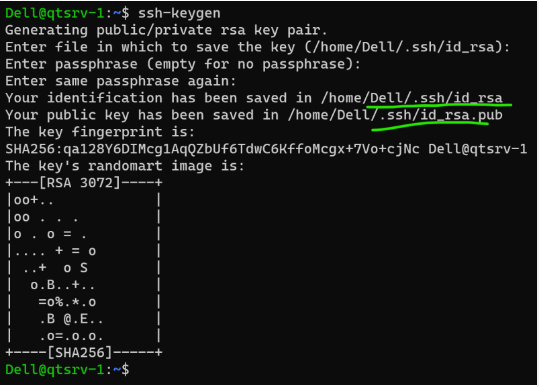 Dell@qtsrv-1:~$ ssh-keygen
Generating public/private rsa key pair.
Enter file in which to save the key (/home/Dell/.ssh/id_rsa):
Enter passphrase (empty for no passphrase):
Enter same passphrase again:
Your identification has been saved in /home/Dell/.ssh/id_rsa
Your public key has been saved in /home/Dell/.ssh/id_rsa.pub
The key fingerprint is:
SHA256:qa128Y6DIMcg1AqQZbUf6TdwC6KffoMcgx+7Vo+cjNc Dell@qtsrv-1
The key's randomart image is:
+---[RSA 3072]----+
|oo+..            |
|oo . . .         |
|o . o = .        |
|.... + = o       |
| ..+  o S        |
|  o.B..+..       |
|   =o%.*.o       |
|   .B @.E..      |
|   .o=.o.o.      |
+----[SHA256]-----+
Dell@qtsrv-1:~$